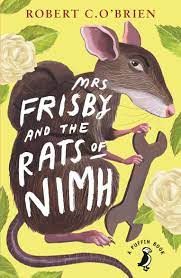 ROBERT C. O'BRIEN
MRS
FRISBY
AND THE
RATS OF
NIMH
A PUFFIN BOOK